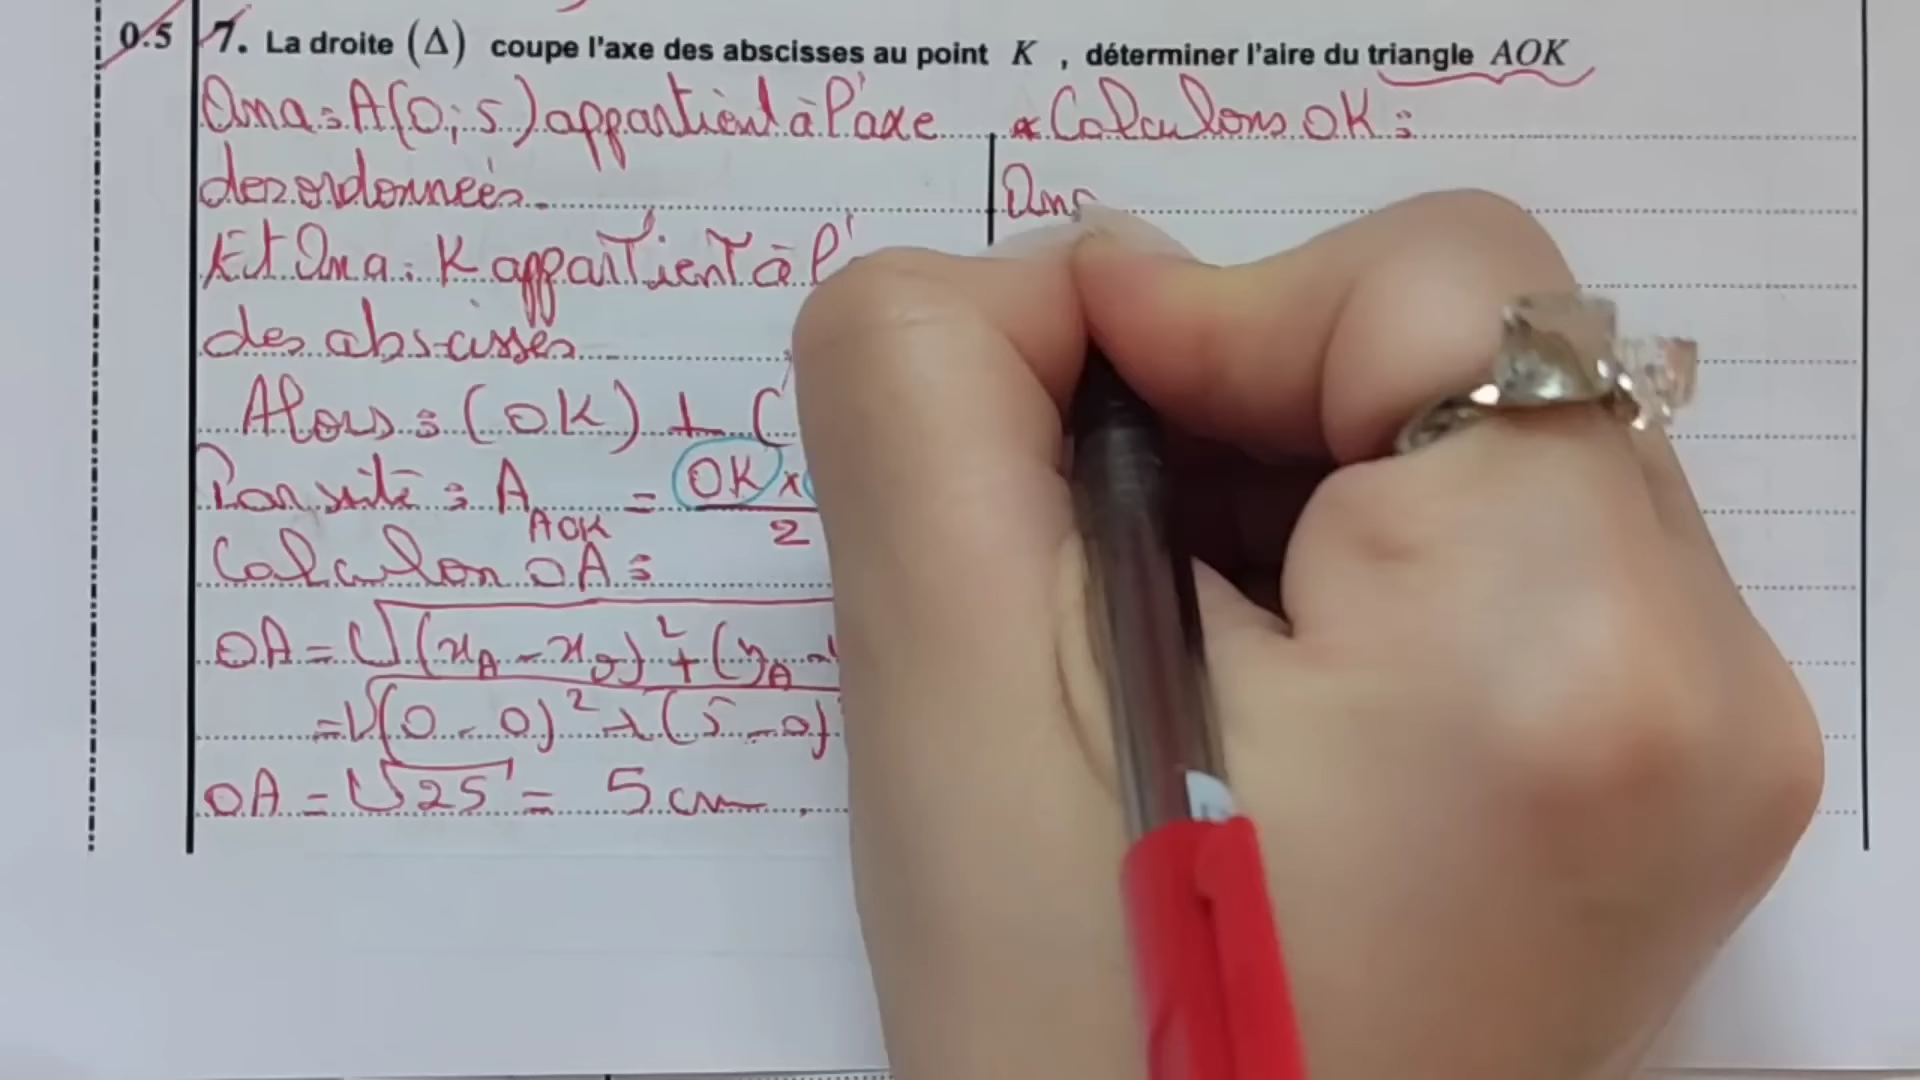 0.5 7. La droite (Δ) coupe l'axe des abscisses au point K , déterminer l'aire du triangle AOK
On a : A(0; 5) appartient à l'axe
des ordonneés.
Et On a : K appartient à l'
des abscisses
Alors : (OK) ⊥ (
Par suite : A_AOK = OK × / 2
Calculon OA :
OA = √(x_A - x_O)² + (y_A -
= √(0 - 0)² + (5 - 0)
OA = √25 = 5 cm
* Calculons OK :
On a